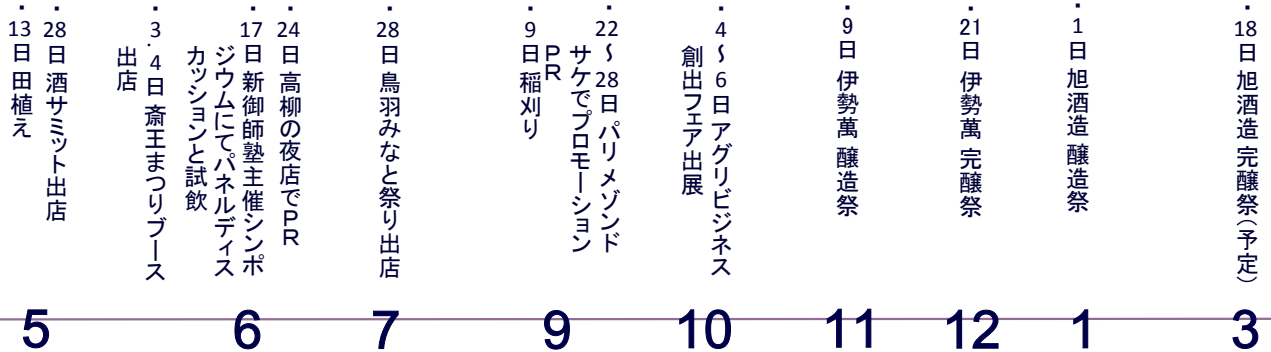 ・28日 酒サミット出店
・13日 田植え
5
・24日 高柳の夜店でPR
・17日 新御師塾主催シンポ
ジウムにてパネルディス
カッションと試飲
・3.4日 斎王まつりブース
出店
6
・28日 鳥羽みなと祭り出店
7
・22～28日 パリ メゾンド
サケでプロモーション
PR
・9日 稲刈り
9
・4～6日 アグリビジネス
創出フェア出展
10
・9日 伊勢萬 醸造祭
11
・21日 伊勢萬 完醸祭
12
・1日 旭酒造 醸造祭
1
・18日 旭酒造 完醸祭（予定）
3